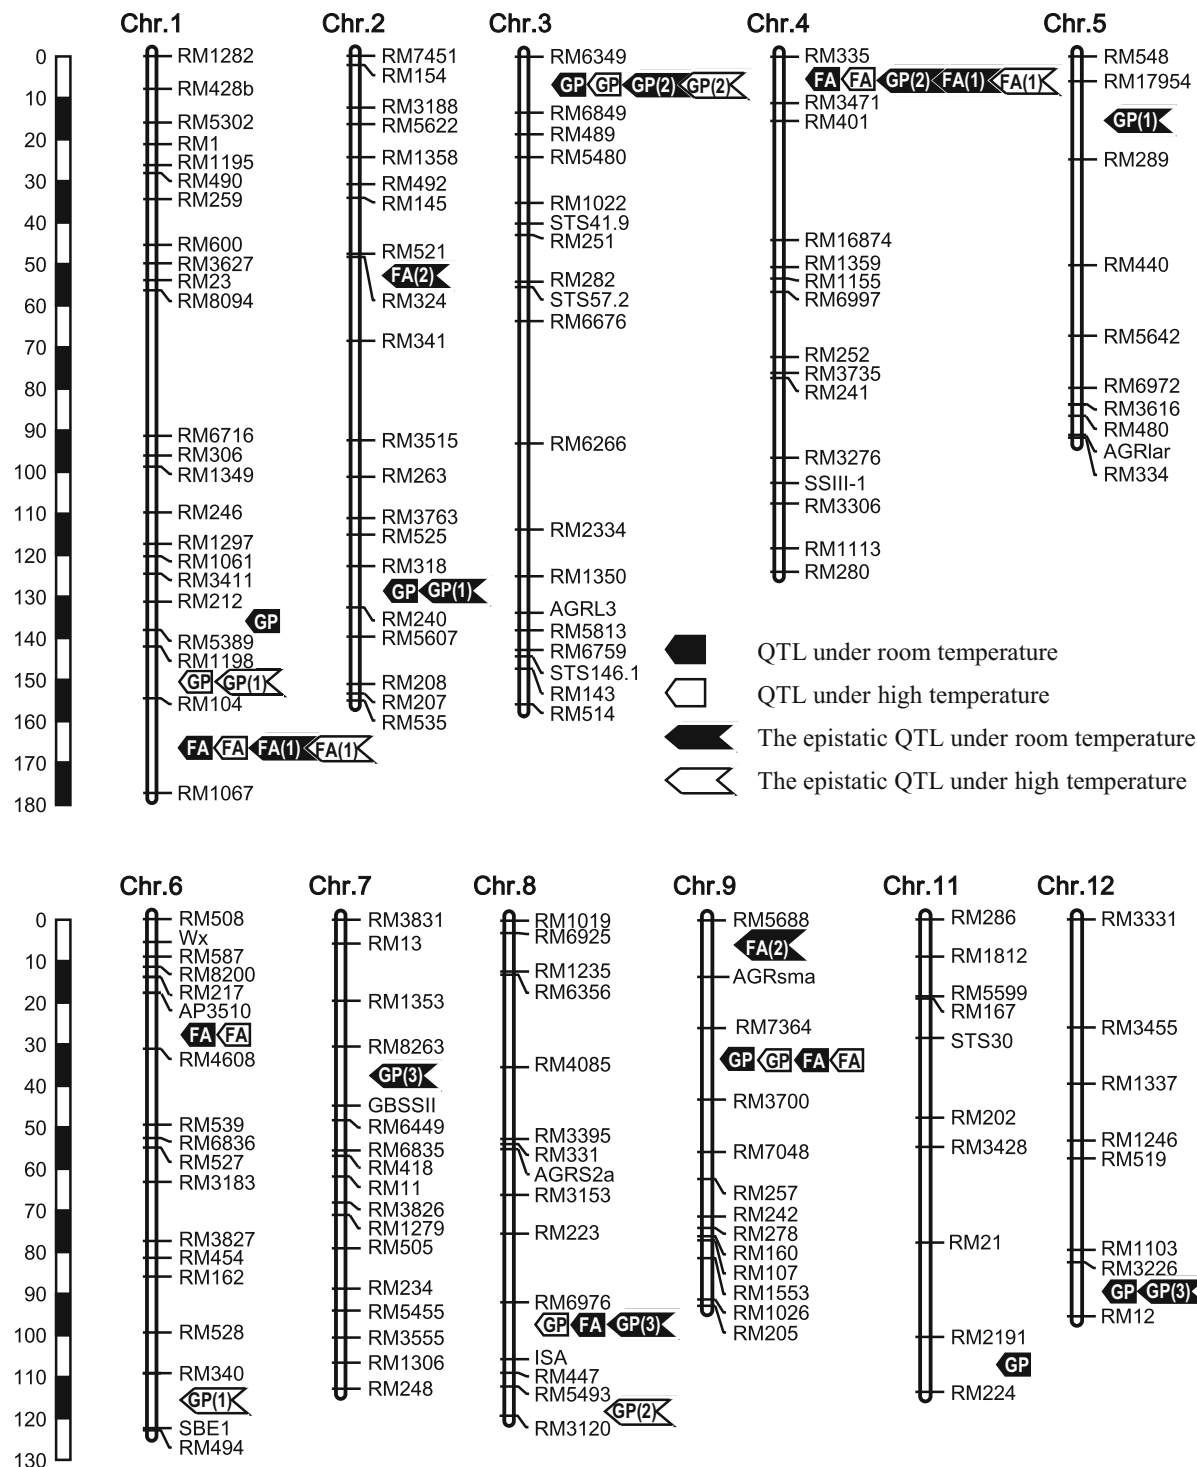 Chr.1 Chr.2 Chr.3 Chr.4 Chr.5
0
10
20
30
40
50
60
70
80
90
100
110
120
130
140
150
160
170
180
RM1282
RM428b
RM5302
RM1
RM1195
RM490
RM259
RM600
RM3627
RM23
RM8094
RM6716
RM306
RM1349
RM246
RM1297
RM1061
RM3411
RM212
GP
RM5389
RM1198
GP GP(1)
RM104
FA FA FA(1) FA(1)
RM1067
RM7451
RM154
RM3188
RM5622
RM1358
RM492
RM145
RM521
FA(2)
RM324
RM341
RM3515
RM263
RM3763
RM525
RM318
GP GP(1)
RM240
RM5607
RM208
RM207
RM535
RM6349
GP GP GP(2) GP(2)
RM6849
RM489
RM5480
RM1022
STS41.9
RM251
RM282
STS57.2
RM6676
RM6266
RM2334
RM1350
AGRL3
RM5813
RM6759
STS146.1
RM143
RM514
RM335
FA FA GP(2) FA(1) FA(1)
RM3471
RM401
RM16874
RM1359
RM1155
RM6997
RM252
RM3735
RM241
RM3276
SSIII-1
RM3306
RM1113
RM280
RM548
RM17954
GP(1)
RM289
RM440
RM5642
RM6972
RM3616
RM480
AGRlar
RM334
QTL under room temperature
QTL under high temperature
The epistatic QTL under room temperature
The epistatic QTL under high temperature
Chr.6 Chr.7 Chr.8 Chr.9 Chr.11 Chr.12
0
10
20
30
40
50
60
70
80
90
100
110
120
130
RM508
Wx
RM587
RM8200
RM217
AP3510
FA FA
RM4608
RM539
RM6836
RM527
RM3183
RM3827
RM454
RM162
RM528
RM340
GP(1)
SBE1
RM494
RM3831
RM13
RM1353
RM8263
GP(3)
GBSSII
RM6449
RM6835
RM418
RM11
RM3826
RM1279
RM505
RM234
RM5455
RM3555
RM1306
RM248
RM1019
RM6925
RM1235
RM6356
RM4085
RM3395
RM331
AGRS2a
RM3153
RM223
RM6976
GP FA GP(3)
ISA
RM447
RM5493
GP(2)
RM3120
RM5688
FA(2)
AGRsma
RM7364
GP GP FA FA
RM3700
RM7048
RM257
RM242
RM278
RM160
RM107
RM1553
RM1026
RM205
RM286
RM1812
RM5599
RM167
STS30
RM202
RM3428
RM21
RM2191
GP
RM224
RM3331
RM3455
RM1337
RM1246
RM519
RM1103
RM3226
GP GP(3)
RM12